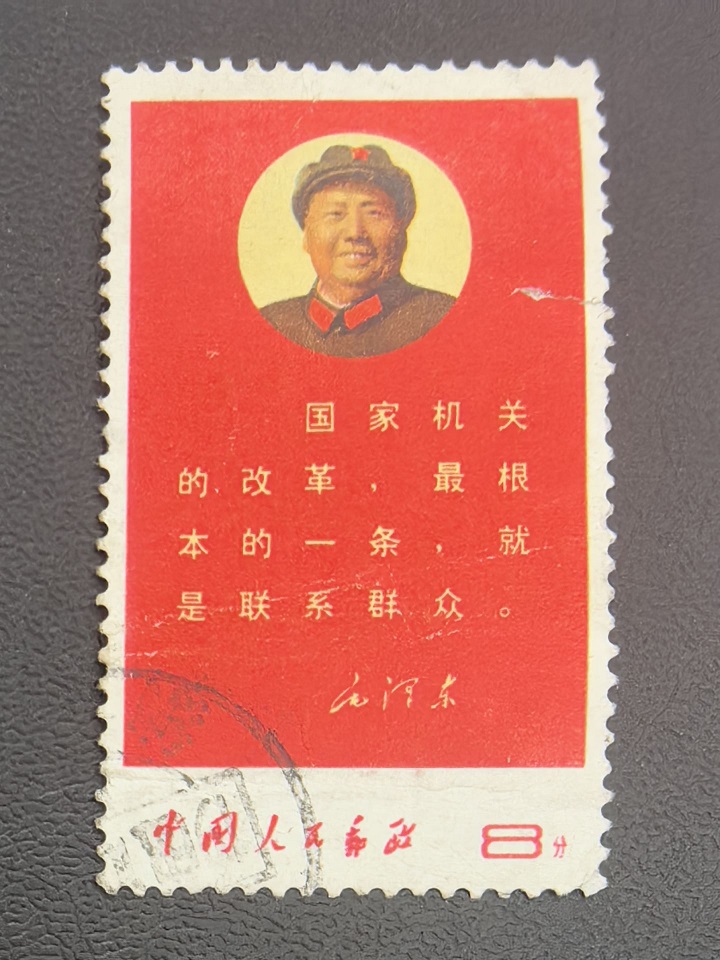 国家机关
的改革，最根
本的一条，就
是联系群众。
毛泽东
中国人民邮政 8分